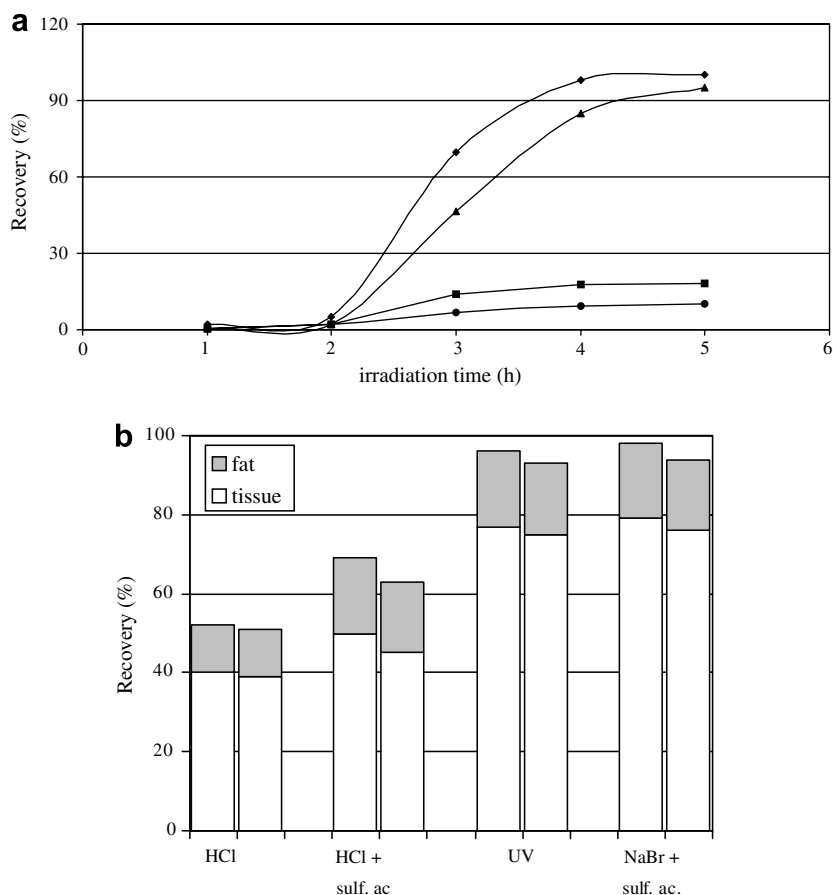 a
120
90
60
30
0
Recovery (%)
0 1 2 3 4 5 6
irradiation time (h)
b
100
80
60
40
20
0
Recovery (%)
fat
tissue
HCl HCl + UV NaBr +
sulf. ac sulf. ac.